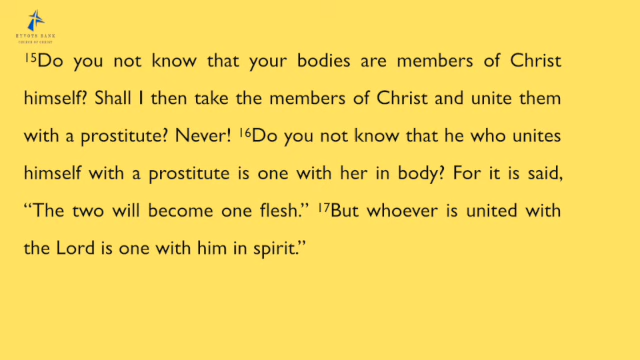 ¹⁵Do you not know that your bodies are members of Christ
himself? Shall I then take the members of Christ and unite them
with a prostitute? Never! ¹⁶Do you not know that he who unites
himself with a prostitute is one with her in body? For it is said,
“The two will become one flesh.” ¹⁷But whoever is united with
the Lord is one with him in spirit.”